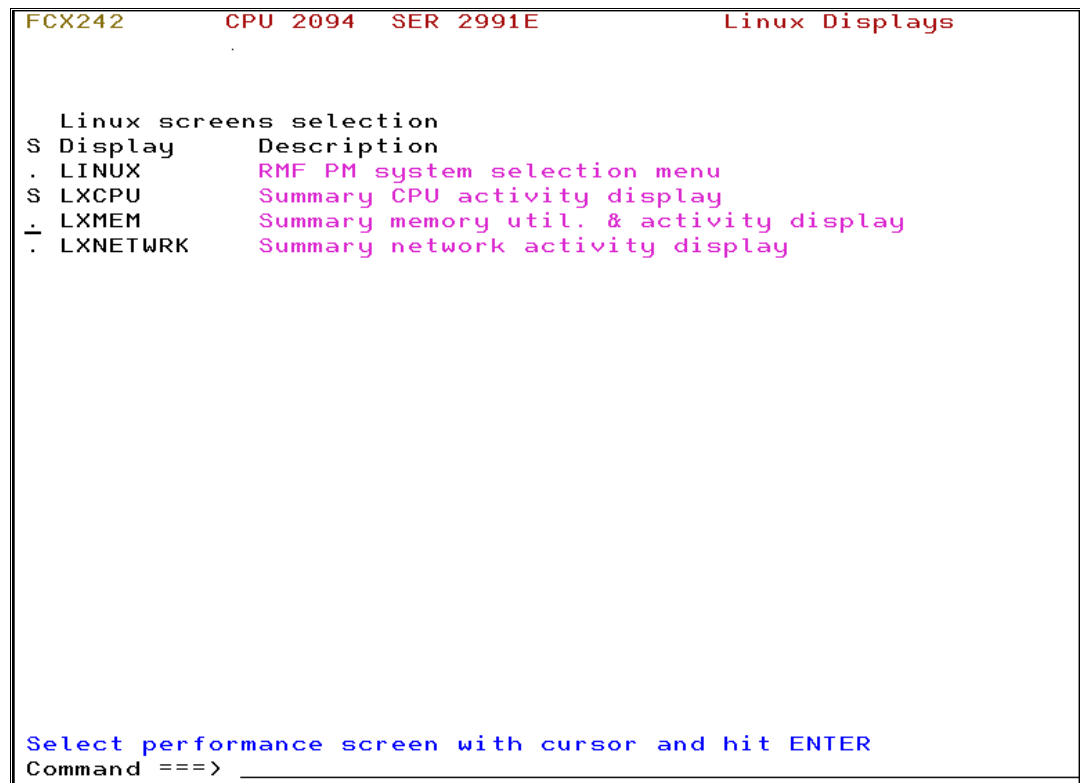 FCX242 CPU 2094 SER 2991E Linux Displays
Linux screens selection
S Display Description
. LINUX RMF PM system selection menu
S LXCPU Summary CPU activity display
. LXMEM Summary memory util. & activity display
. LXNETWRK Summary network activity display
Select performance screen with cursor and hit ENTER
Command ===>